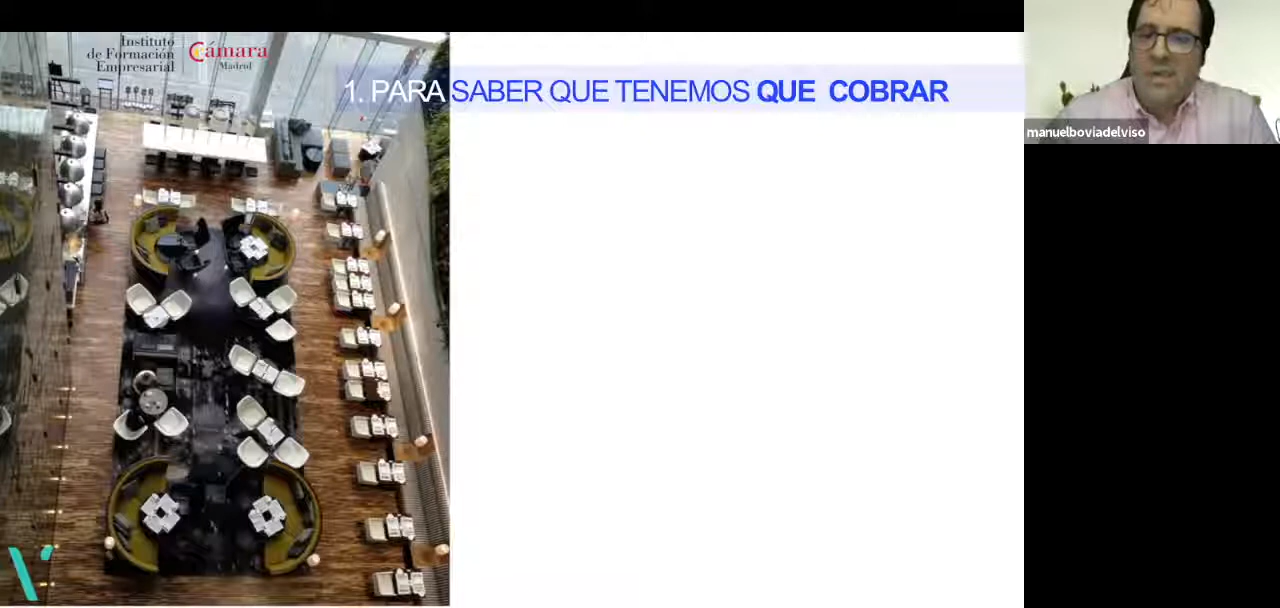 Instituto
de Formación
Empresarial
Cámara
Madrid
1. PARA SABER QUE TENEMOS QUE COBRAR
manuelboviadelviso